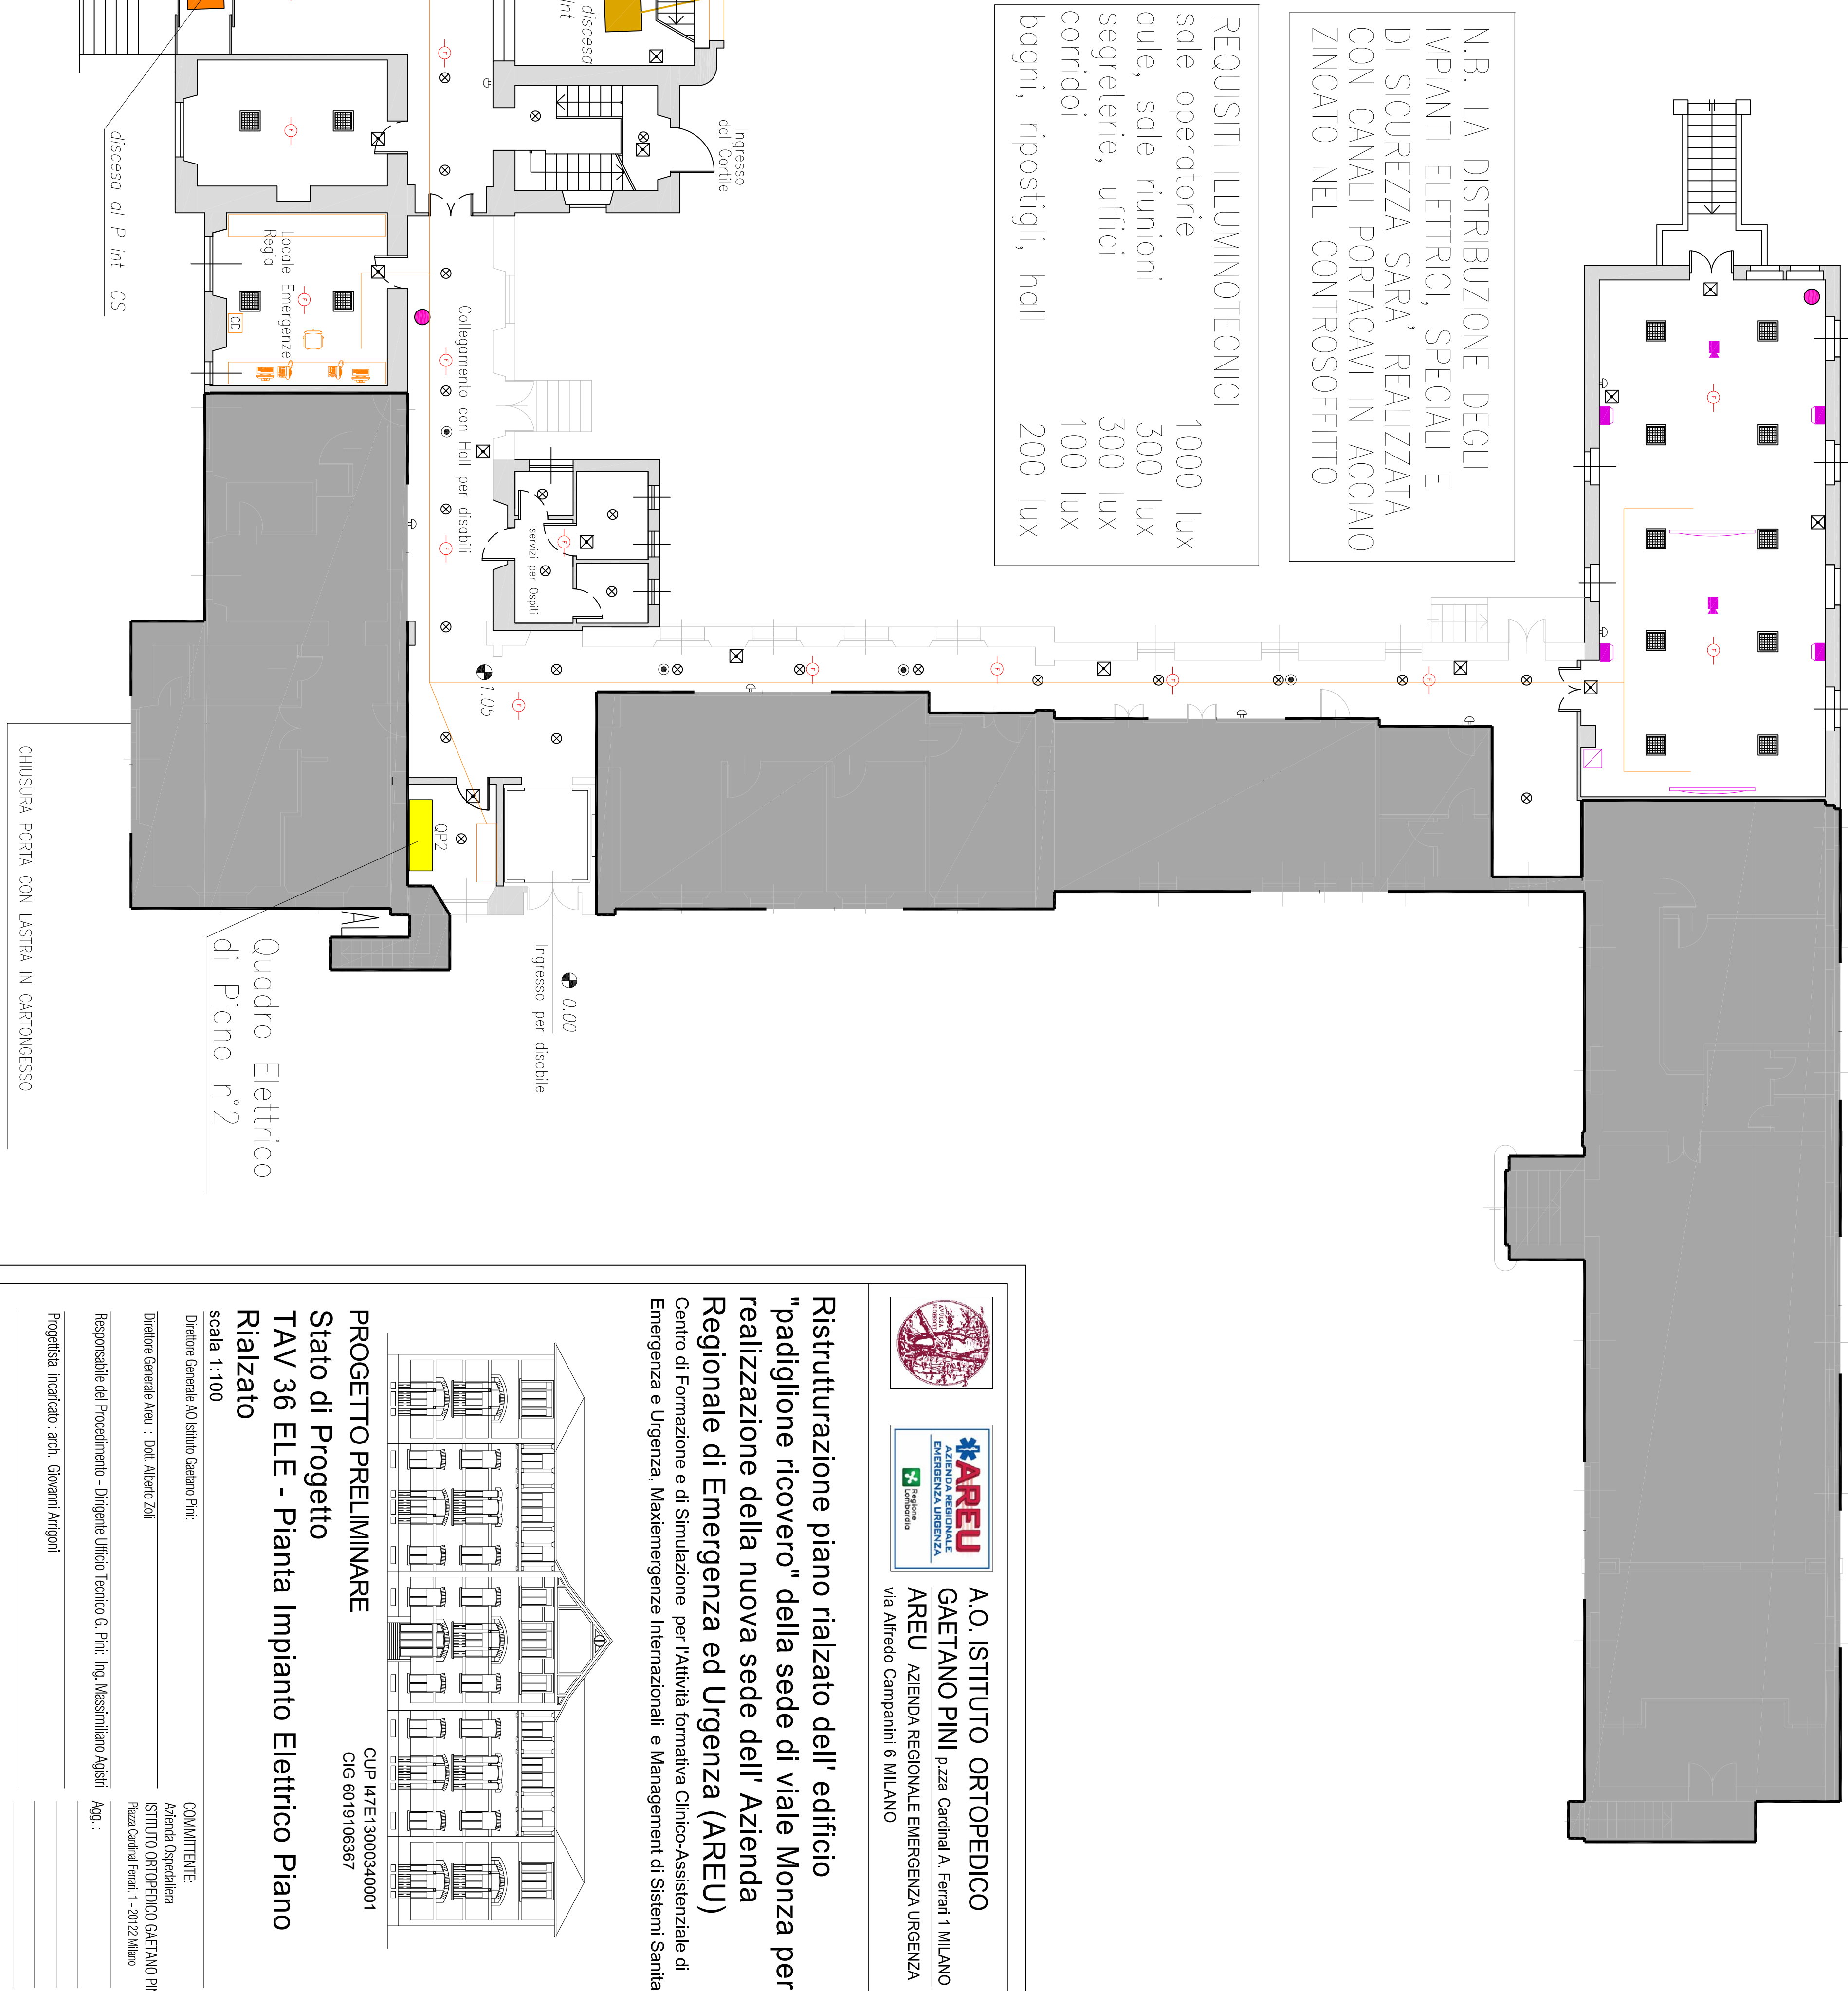 N.B. LA DISTRIBUZIONE DEGLI
IMPIANTI ELETTRICI, SPECIALI E
DI SICUREZZA SARA' REALIZZATA
CON CANALI PORTACAVI IN ACCIAIO
ZINCATO NEL CONTROSOFFITTO
REQUISITI ILLUMINOTECNICI
sale operatorie 1000 lux
aule, sale riunioni 300 lux
segreterie, uffici 300 lux
corridoi 100 lux
bagni, ripostigli, hall 200 lux
Ingresso
dal Cortile
discesa
Int
discesa al P int CS
Locale Emergenze
Regia
CD
Collegamento con Hall per disabili
servizi per Ospiti
1.05
QP2
0.00
Ingresso per disabile
A
Quadro Elettrico
di Piano n°2
CHIUSURA PORTA CON LASTRA IN CARTONGESSO
AREU
AZIENDA REGIONALE
EMERGENZA URGENZA
Regione
Lombardia
A.O. ISTITUTO ORTOPEDICO
GAETANO PINI p.zza Cardinal A. Ferrari 1 MILANO
AREU AZIENDA REGIONALE EMERGENZA URGENZA
via Alfredo Campanini 6 MILANO
Ristrutturazione piano rialzato dell' edificio
"padiglione ricovero" della sede di viale Monza per
realizzazione della nuova sede dell' Azienda
Regionale di Emergenza ed Urgenza (AREU)
Centro di Formazione e di Simulazione per l'Attività formativa Clinico-Assistenziale di
Emergenza e Urgenza, Maxiemergenze Internazionali e Management di Sistemi Sanita
PROGETTO PRELIMINARE
CUP I47E13000340001
CIG 6019106367
Stato di Progetto
TAV 36 ELE - Pianta Impianto Elettrico Piano
Rialzato
scala 1:100
Direttore Generale AO Istituto Gaetano Pini:
Direttore Generale Areu : Dott. Alberto Zoli
Responsabile del Procedimento - Dirigente Ufficio Tecnico G. Pini: Ing. Massimiliano Agistri
Progettista incaricato : arch. Giovanni Arrigoni
COMMITTENTE:
Azienda Ospedaliera
ISTITUTO ORTOPEDICO GAETANO PIN
Piazza Cardinal Ferrari, 1 - 20122 Milano
Agg. :